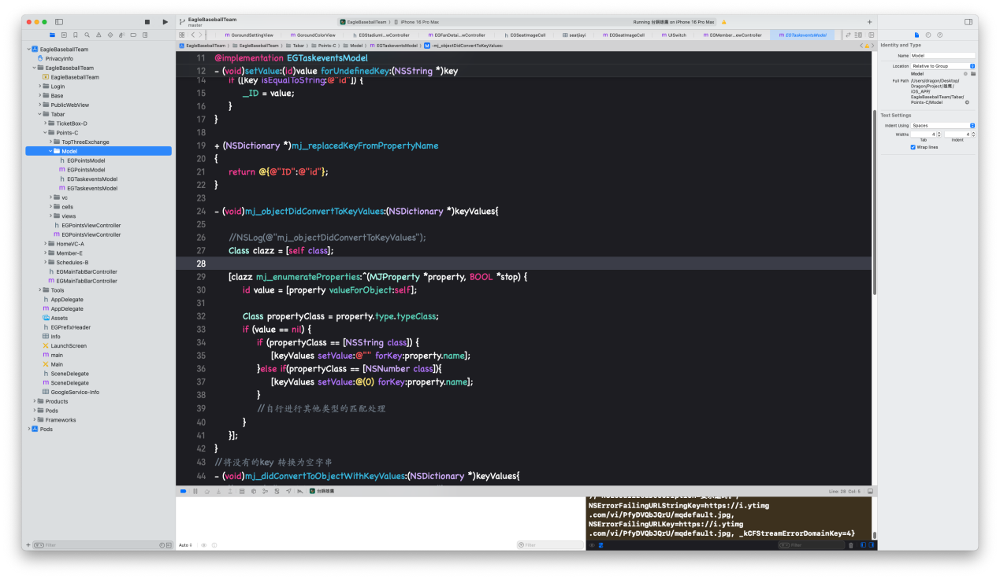 EagleBaseballTeam
master
EagleBaseballTeam 〉 iPhone 16 Pro Max
Running 台鋼雄鷹 on iPhone 16 Pro Max
GoroundSettingView
GoroundColorView
EGStadiumI...wController
EGFanDetai...wController
EGSeatImageCell
seatjiayi
EGSeatImageCell
UISwitch
EGMember...ewController
EGTaskeventsModel
EagleBaseballTeam 〉 EagleBaseballTeam 〉 Tabar 〉 Points-C 〉 Model 〉 EGTaskeventsModel 〉 -mj_objectDidConvertToKeyValues:
EagleBaseballTeam
PrivacyInfo
EagleBaseballTeam
EagleBaseballTeam
Login
Base
PublicWebView
Tabar
TicketBox-D
Points-C
TopThreeExchange
Model
EGPointsModel
EGPointsModel
EGTaskeventsModel
EGTaskeventsModel
vc
cells
views
EGPointsViewController
EGPointsViewController
HomeVC-A
Member-E
Schedules-B
EGMainTabBarController
EGMainTabBarController
Tools
AppDelegate
AppDelegate
Assets
EGPrefixHeader
Info
LaunchScreen
main
Main
SceneDelegate
SceneDelegate
GoogleService-Info
Products
Pods
Frameworks
Pods
Filter
11 @implementation EGTaskeventsModel
12 - (void)setValue:(id)value forUndefinedKey:(NSString *)key
14 if ([key isEqualToString:@"id"]) {
15 _ID = value;
16 }
17 }
18
19 + (NSDictionary *)mj_replacedKeyFromPropertyName
20 {
21 return @{@"ID":@"id"};
22 }
23
24 - (void)mj_objectDidConvertToKeyValues:(NSDictionary *)keyValues{
25
26 //NSLog(@"mj_objectDidConvertToKeyValues");
27 Class clazz = [self class];
28
29 [clazz mj_enumerateProperties:^(MJProperty *property, BOOL *stop) {
30 id value = [property valueForObject:self];
31
32 Class propertyClass = property.type.typeClass;
33 if (value == nil) {
34 if (propertyClass == [NSString class]) {
35 [keyValues setValue:@"" forKey:property.name];
36 }else if(propertyClass == [NSNumber class]){
37 [keyValues setValue:@(0) forKey:property.name];
38 }
39 //自行进行其他类型的匹配处理
40 }
41 }];
42 }
43 //将没有的key 转换为空字串
44 - (void)mj_didConvertToObjectWithKeyValues:(NSDictionary *)keyValues{
台鋼雄鷹
Line: 28 Col: 5
NSErrorFailingURLStringKey=https://i.ytimg
.com/vi/PfyDVQbJQrU/mqdefault.jpg,
NSErrorFailingURLKey=https://i.ytimg
.com/vi/PfyDVQbJQrU/mqdefault.jpg, _kCFStreamErrorDomainKey=4}
Auto
Filter
Filter
Identity and Type
Name Model
Location Relative to Group
Model
Full Path /Users/dragon/Desktop/
Dragon/Project/雄鹰/
iOS_APP/
EagleBaseballTeam/Tabar/
Points-C/Model
Text Settings
Indent Using Spaces
Widths 4 4
Tab Indent
Wrap lines